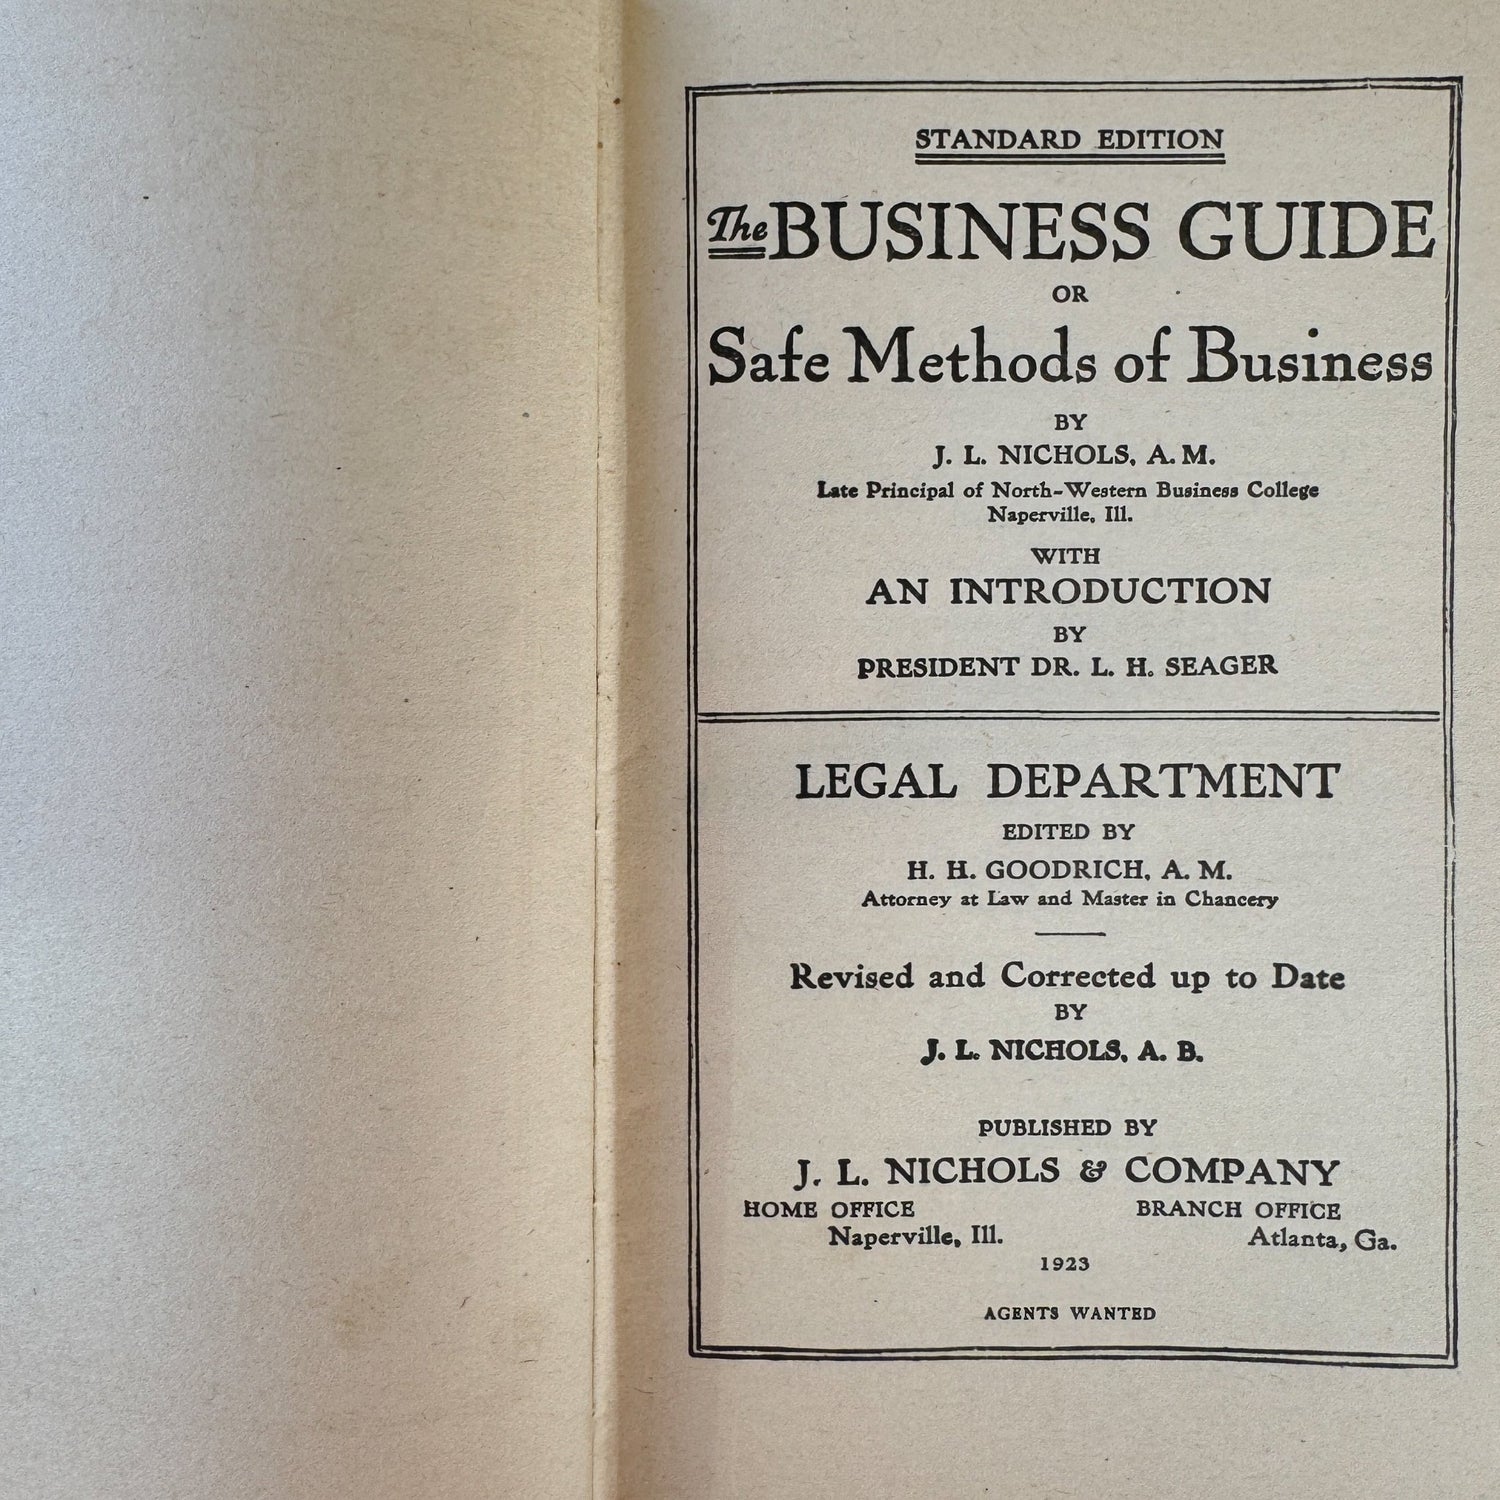 STANDARD EDITION
The BUSINESS GUIDE
OR
Safe Methods of Business
BY
J. L. NICHOLS, A. M.
Late Principal of North-Western Business College
Naperville, Ill.
WITH
AN INTRODUCTION
BY
PRESIDENT DR. L. H. SEAGER
LEGAL DEPARTMENT
EDITED BY
H. H. GOODRICH, A. M.
Attorney at Law and Master in Chancery
Revised and Corrected up to Date
BY
J. L. NICHOLS, A. B.
PUBLISHED BY
J. L. NICHOLS & COMPANY
HOME OFFICE BRANCH OFFICE
Naperville, Ill. Atlanta, Ga.
1923
AGENTS WANTED